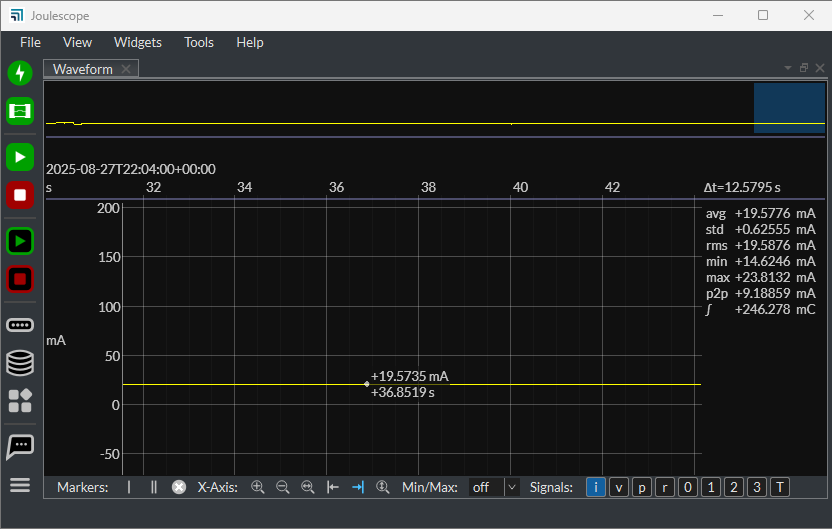 Joulescope
File View Widgets Tools Help
Waveform
2025-08-27T22:04:00+00:00
s 32 34 36 38 40 42 Δt=12.5795 s
200
150
100
mA
50
0
-50
avg +19.5776 mA
std +0.62555 mA
rms +19.5876 mA
min +14.6246 mA
max +23.8132 mA
p2p +9.18859 mA
∫ +246.278 mC
+19.5735 mA
+36.8519 s
Markers: X-Axis: Min/Max: off Signals: i v p r 0 1 2 3 T